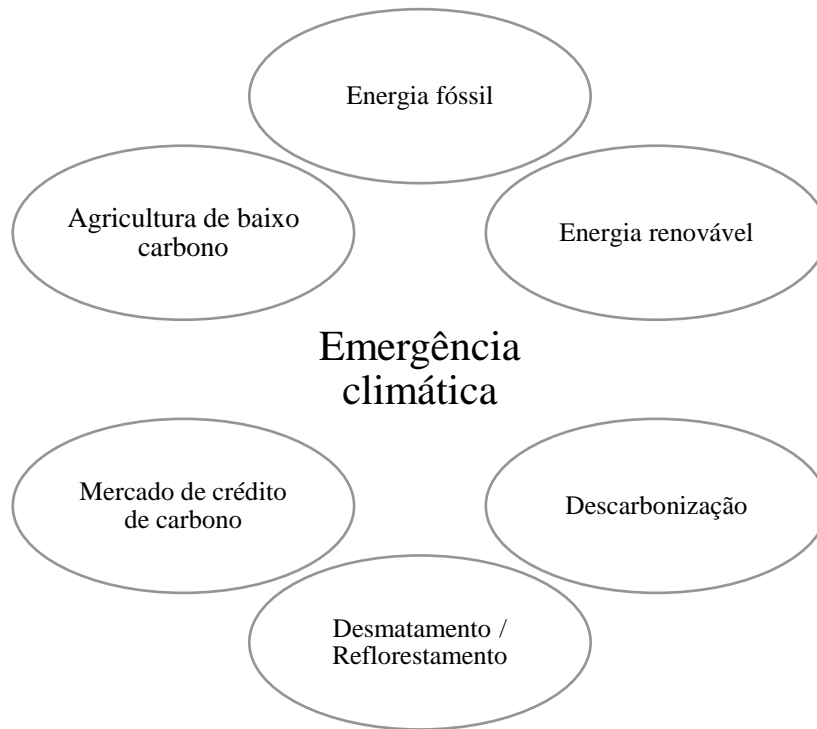 Energia fóssil
Agricultura de baixo
carbono
Energia renovável
Emergência
climática
Mercado de crédito
de carbono
Descarbonização
Desmatamento /
Reflorestamento